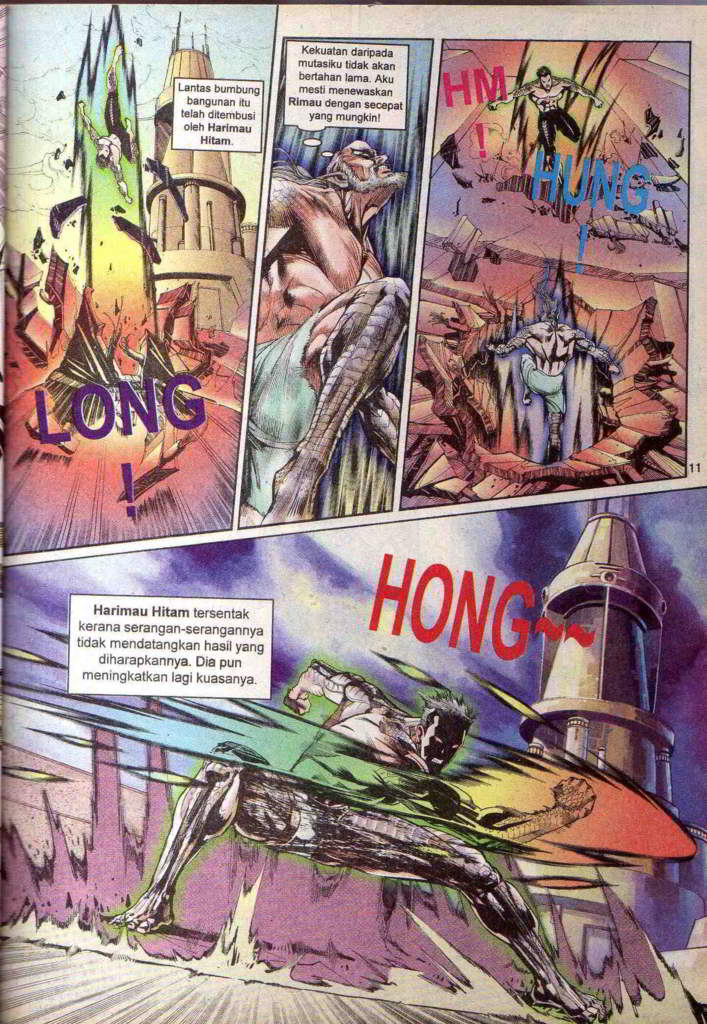 Lantas bumbung
bangunan itu
telah ditembusi
oleh Harimau
Hitam.
LONG
!
Kekuatan daripada
mutasiku tidak akan
bertahan lama. Aku
mesti menewaskan
Rimau dengan secepat
yang mungkin!
HM
!
HUNG
!
11
Harimau Hitam tersentak
kerana serangan-serangannya
tidak mendatangkan hasil yang
diharapkannya. Dia pun
meningkatkan lagi kuasanya.
HONG~~